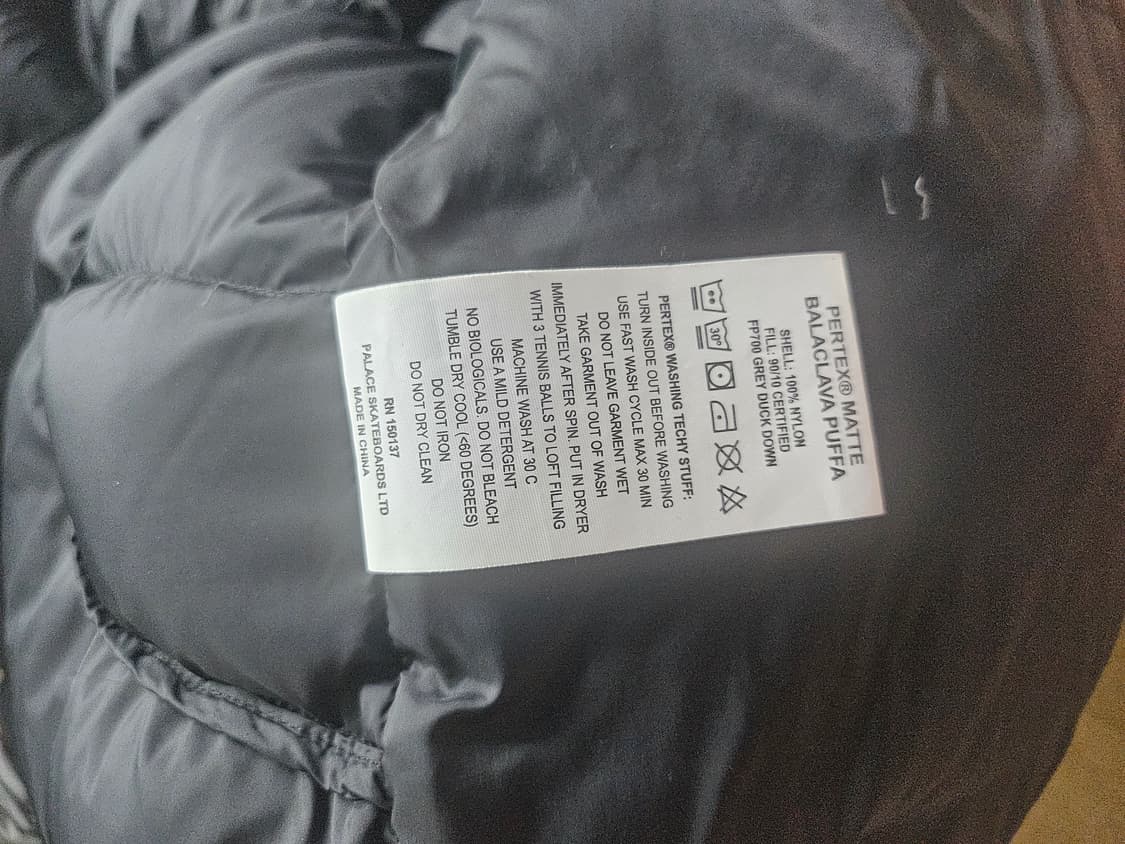 PERTEX® MATTE
BALACLAVA PUFFA
SHELL: 100% NYLON
FILL: 90/10 CERTIFIED
FP700 GREY DUCK DOWN
30°
PERTEX® WASHING TECHY STUFF:
TURN INSIDE OUT BEFORE WASHING
USE FAST WASH CYCLE MAX 30 MIN
DO NOT LEAVE GARMENT WET
TAKE GARMENT OUT OF WASH
IMMEDIATELY AFTER SPIN. PUT IN DRYER
WITH 3 TENNIS BALLS TO LOFT FILLING
MACHINE WASH AT 30 C
USE A MILD DETERGENT
NO BIOLOGICALS. DO NOT BLEACH
TUMBLE DRY COOL (<60 DEGREES)
DO NOT IRON
DO NOT DRY CLEAN
RN 150137
PALACE SKATEBOARDS LTD
MADE IN CHINA